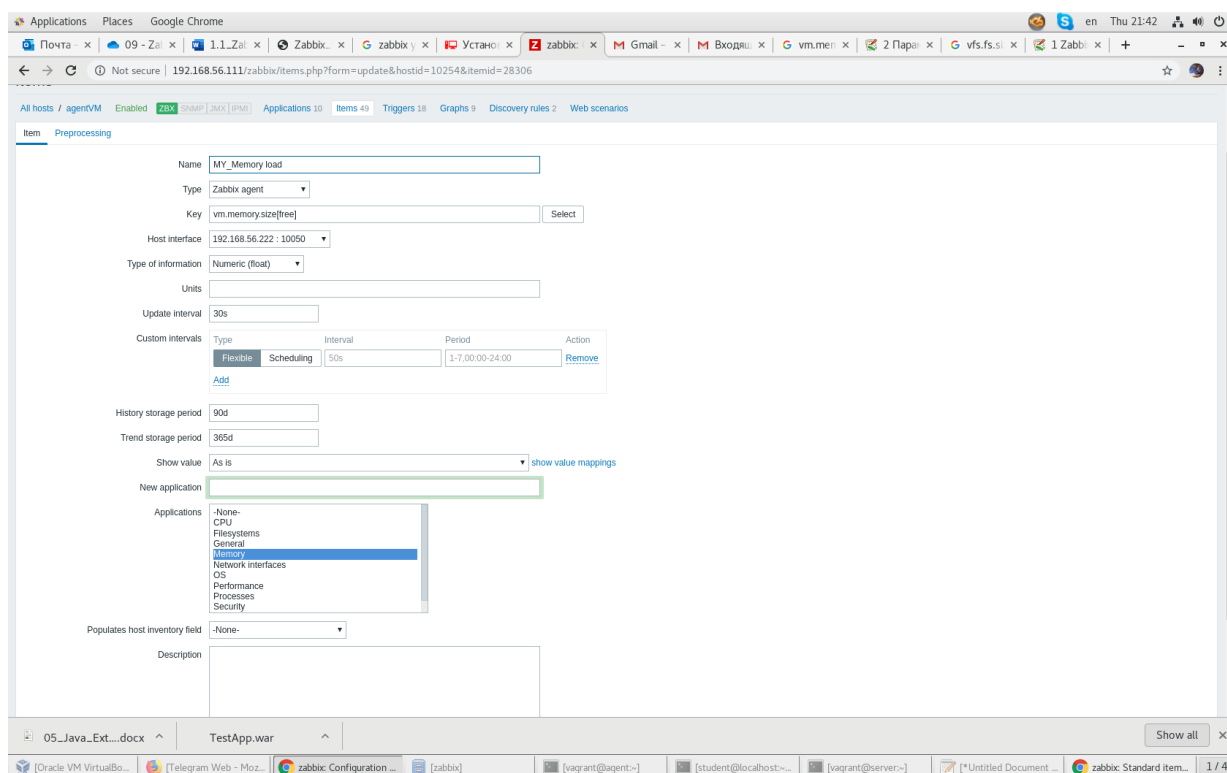 Applications Places Google Chrome en Thu 21:42
Почта - 09 - Za 1.1_Zal Zabbix_ zabbix y Устано zabbix: Gmail - Входящ vm.men 2 Пара vfs.fs.si 1 Zabbi
Not secure | 192.168.56.111/zabbix/items.php?form=update&hostid=10254&itemid=28306
All hosts / agentVM Enabled ZBX SNMP JMX IPMI Applications 10 Items 49 Triggers 18 Graphs 9 Discovery rules 2 Web scenarios
Item Preprocessing
Name MY_Memory load
Type Zabbix agent
Key vm.memory.size[free] Select
Host interface 192.168.56.222 : 10050
Type of information Numeric (float)
Units
Update interval 30s
Custom intervals Type Interval Period Action
Flexible Scheduling 50s 1-7,00:00-24:00 Remove
Add
History storage period 90d
Trend storage period 365d
Show value As is show value mappings
New application
Applications -None-
CPU
Filesystems
General
Memory
Network interfaces
OS
Performance
Processes
Security
Populates host inventory field -None-
Description
05_Java_Ext....docx TestApp.war Show all
[Oracle VM VirtualBo... [Telegram Web - Moz... zabbix: Configuration ... [zabbix] [vagrant@agent:~] [student@localhost:~... [vagrant@server:~] [*Untitled Document ... zabbix: Standard item... 1 / 4